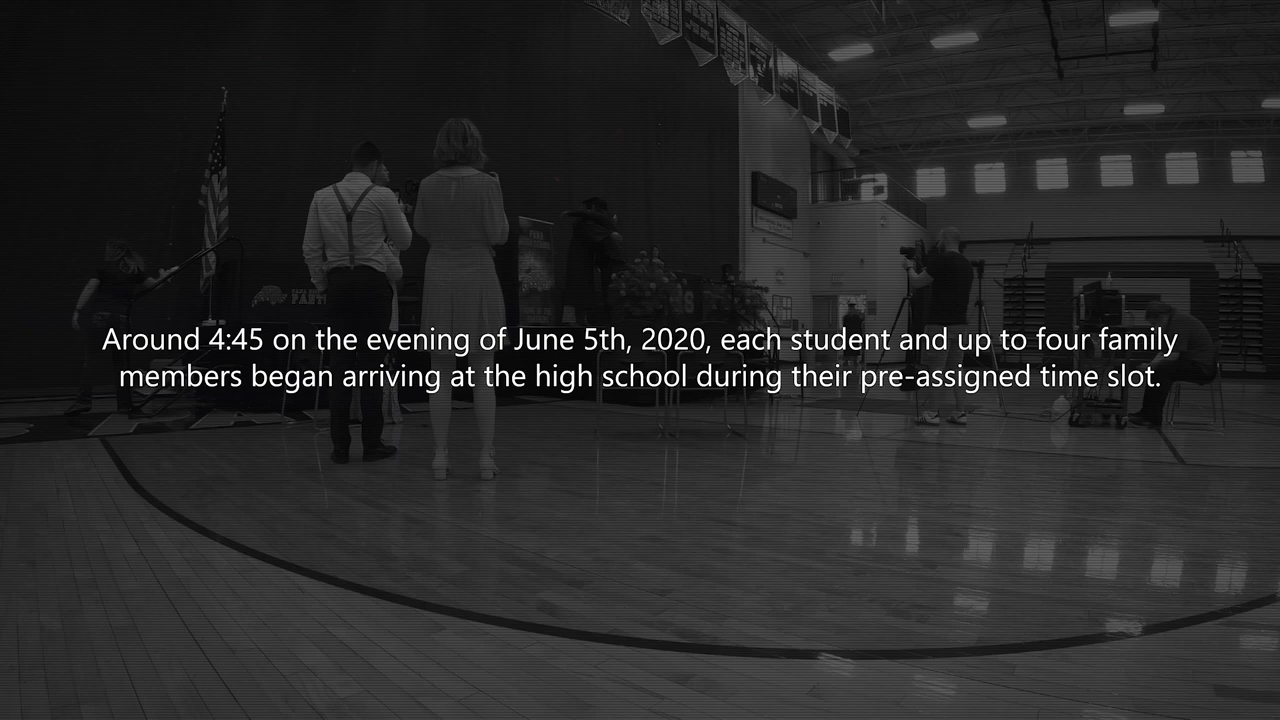 Around 4:45 on the evening of June 5th, 2020, each student and up to four family
members began arriving at the high school during their pre-assigned time slot.